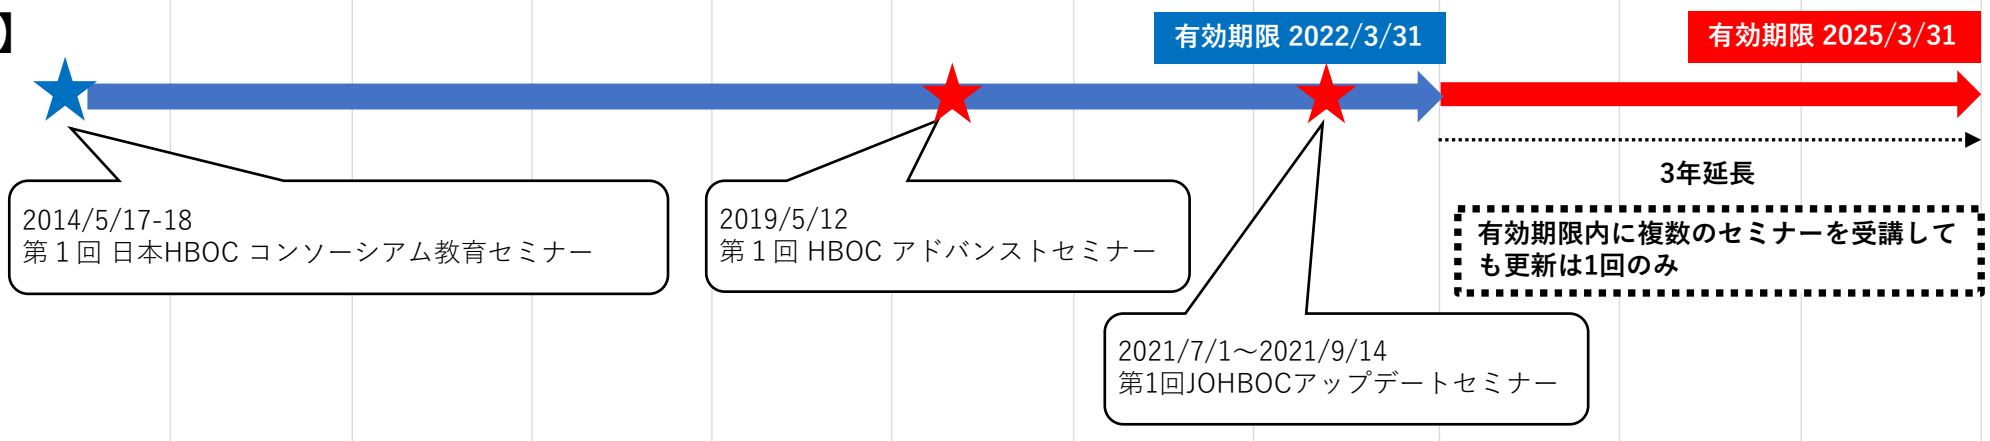 】
有効期限 2022/3/31
有効期限 2025/3/31
2014/5/17-18
第１回 日本HBOC コンソーシアム教育セミナー
2019/5/12
第１回 HBOC アドバンストセミナー
2021/7/1～2021/9/14
第1回JOHBOCアップデートセミナー
3年延長
有効期限内に複数のセミナーを受講して
も更新は1回のみ